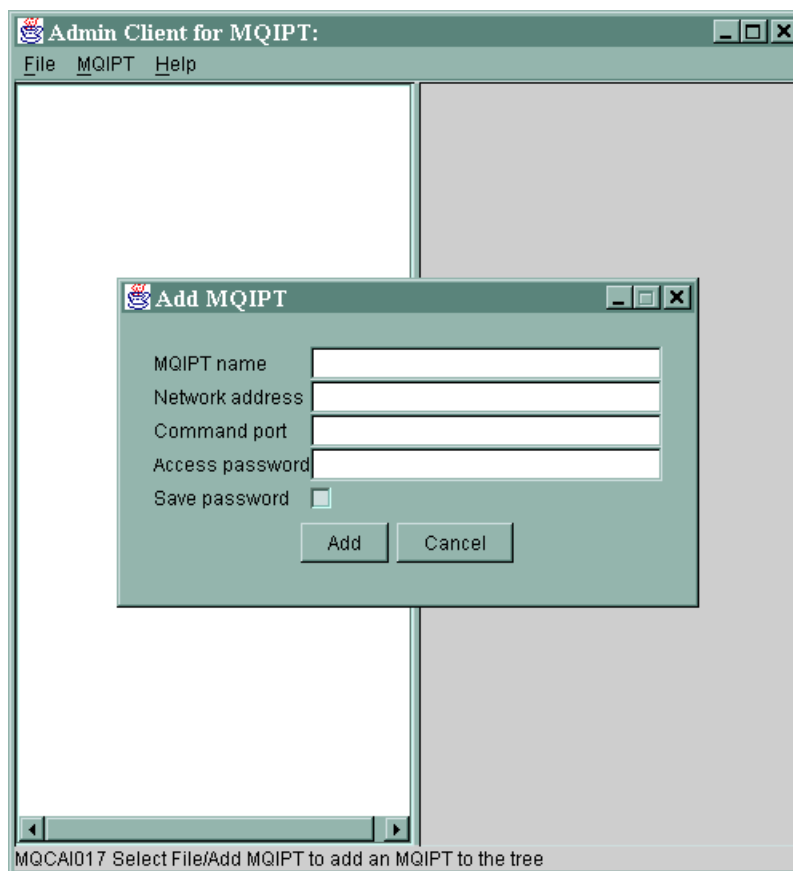 Admin Client for MQIPT:
File MQIPT Help
Add MQIPT
MQIPT name
Network address
Command port
Access password
Save password
Add Cancel
MQCAI017 Select File/Add MQIPT to add an MQIPT to the tree